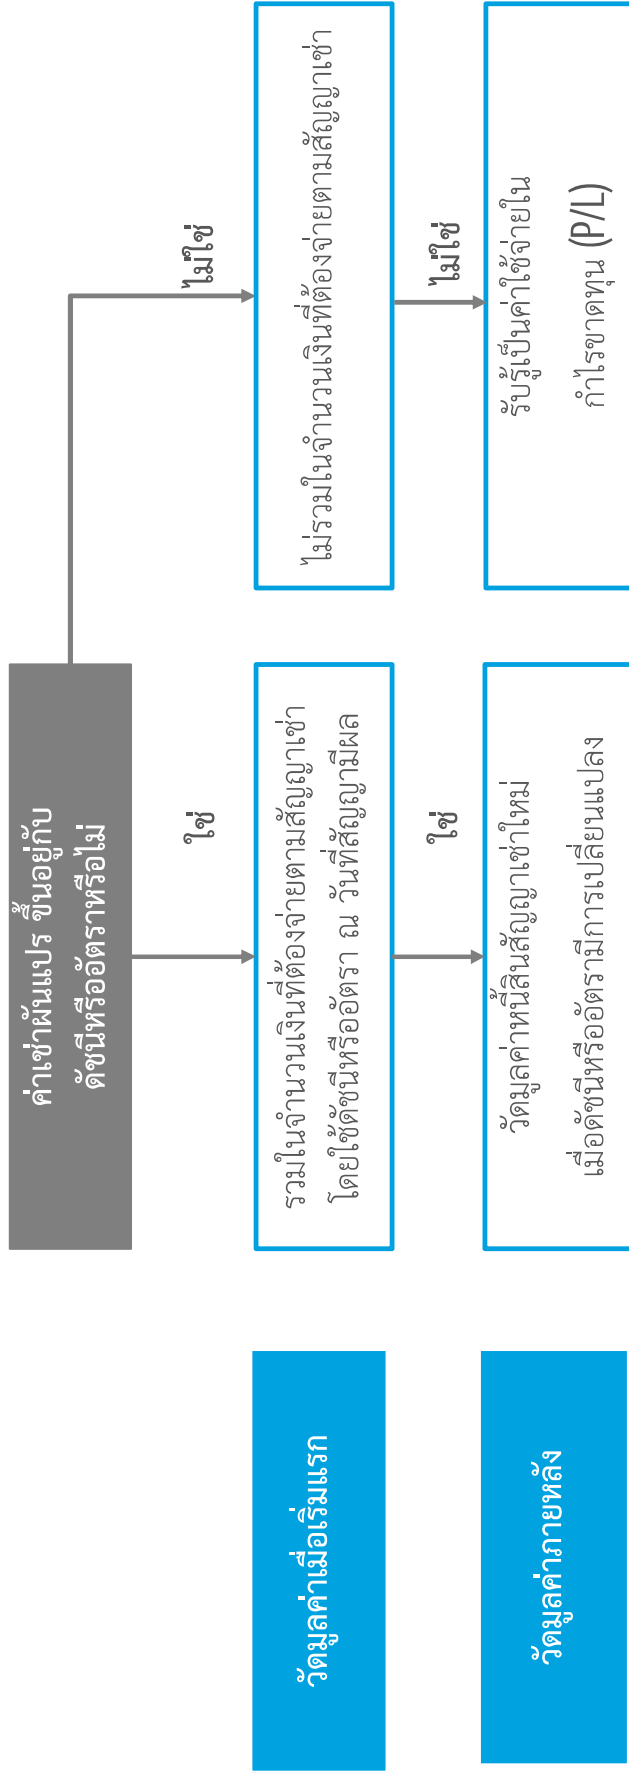 ค่าเช่าผันแปร ขึ้นอยู่กับ
ดัชนีหรืออัตราหรือไม่
ใช่
ไม่ใช่
วัดมูลค่าเมื่อเริ่มแรก
รวมในจำนวนเงินที่ต้องจ่ายตามสัญญาเช่า
โดยใช้ดัชนีหรืออัตรา ณ วันที่สัญญามีผล
ไม่รวมในจำนวนเงินที่ต้องจ่ายตามสัญญาเช่า
ใช่
ไม่ใช่
วัดมูลค่าภายหลัง
วัดมูลค่าหนี้สินสัญญาเช่าใหม่
เมื่อดัชนีหรืออัตรามีการเปลี่ยนแปลง
รับรู้เป็นค่าใช้จ่ายใน
กำไรขาดทุน (P/L)